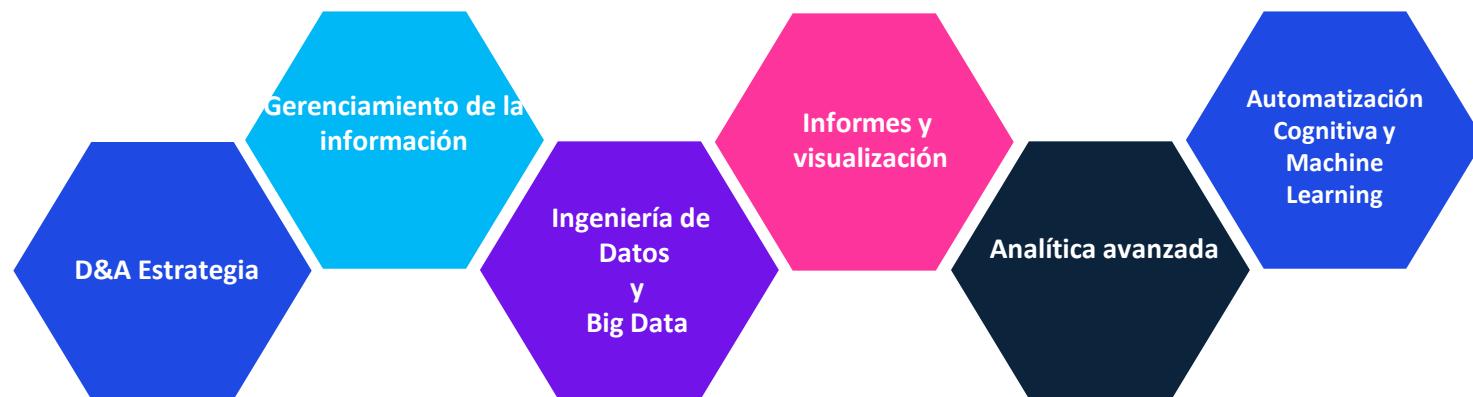 D&A Estrategia
Gerenciamiento de la
información
Ingeniería de
Datos
y
Big Data
Informes y
visualización
Analítica avanzada
Automatización
Cognitiva y
Machine
Learning